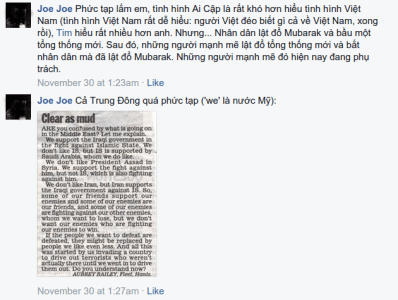 Joe Joe Phức tạp lấm em, tình hình Ai Cập là rất khó hơn hiểu tình hình
Việt Nam (tình hình Việt Nam rất dễ hiểu: người Việt đéo biết gì cả về Việt Nam, xong
rồi), Tim hiểu rất nhiều hơn anh. Nhưng... Nhân dân lật đổ Mubarak và bầu một
tổng thống mới. Sau đó, những người mạnh mẽ lật đổ tổng thống mới và bắt
nhân dân mà đã lật đổ Mubarak. Những người mạnh mẽ đó hiện nay đang phụ
trách.
November 30 at 1:23am · Like
Joe Joe Cả Trung Đông quá phức tạp ('we' là nước Mỹ):
Clear as mud
ARE you confused by what is going on
in the Middle East? Let me explain.
We support the Iraqi government in
the fight against Islamic State. We
don't like IS, but IS is supported by
Saudi Arabia, whom we do like.
We don't like President Assad in
Syria. We support the fight against
him, but not IS, which is also fighting
against him.
We don't like Iran, but Iran supports
the Iraqi government against IS. So,
some of our friends support our
enemies and some of our enemies are
our friends, and some of our enemies
are fighting against our other enemies,
whom we want to lose, but we don't
want our enemies who are fighting
our enemies to win.
If the people we want to defeat are
defeated, they might be replaced by
people we like even less. And all this
was started by us invading a country
to drive out terrorists who weren't
actually there until we went in to drive
them out. Do you understand now?
AUBREY BAILEY, Fleet, Hants.
November 30 at 1:27am · Like